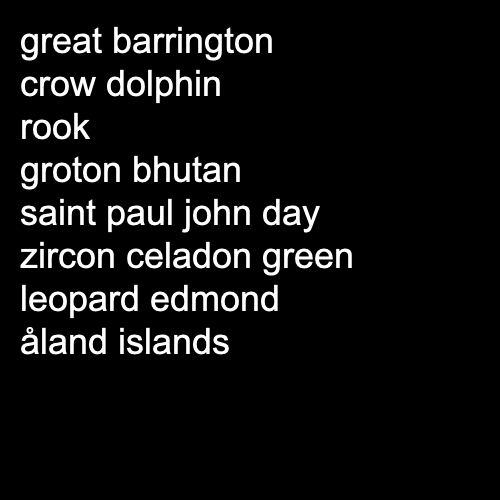 great barrington
crow dolphin
rook
groton bhutan
saint paul john day
zircon celadon green
leopard edmond
åland islands